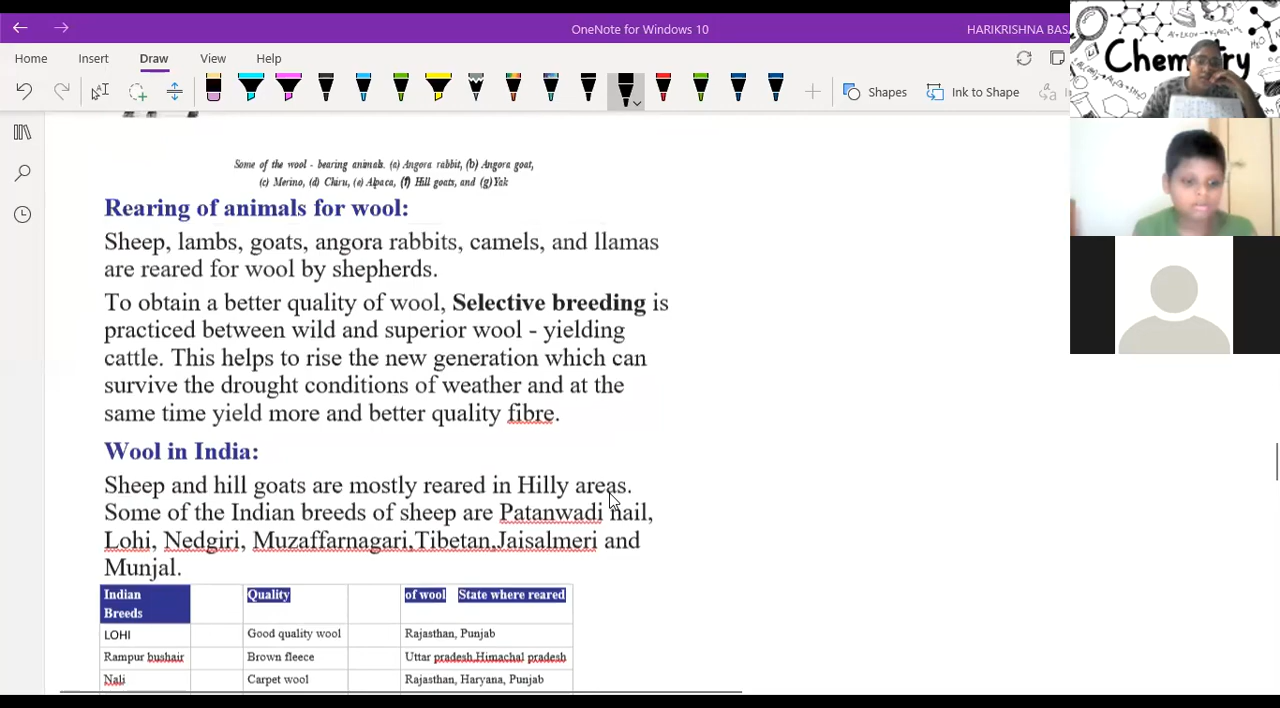 OneNote for Windows 10
HARIKRISHNA BAS
Home Insert Draw View Help
Shapes Ink to Shape
Chemistry
Some of the wool - bearing animals. (a) Angora rabbit, (b) Angora goat,
(c) Merino, (d) Chiru, (e) Alpaca, (f) Hill goats, and (g)Yak
Rearing of animals for wool:
Sheep, lambs, goats, angora rabbits, camels, and llamas
are reared for wool by shepherds.
To obtain a better quality of wool, Selective breeding is
practiced between wild and superior wool - yielding
cattle. This helps to rise the new generation which can
survive the drought conditions of weather and at the
same time yield more and better quality fibre.
Wool in India:
Sheep and hill goats are mostly reared in Hilly areas.
Some of the Indian breeds of sheep are Patanwadi nail,
Lohi, Nedgiri, Muzaffarnagari,Tibetan,Jaisalmeri and
Munjal.
Indian Breeds Quality of wool State where reared
LOHI Good quality wool Rajasthan, Punjab
Rampur bushair Brown fleece Uttar pradesh,Himachal pradesh
Nali Carpet wool Rajasthan, Haryana, Punjab